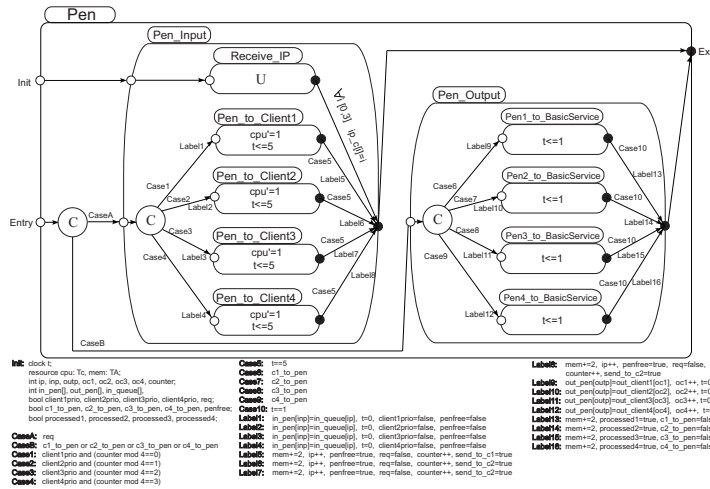 Pen
Pen_Input
Receive_IP
U
Init
Ex
∀j [0,3] ip_c[j]=i
Pen_Output
Pen_to_Client1
cpu'=1
t<=5
Label1
Case5
Label5
Pen1_to_BasicService
t<=1
Label9
Case10
Label13
Case1
Pen_to_Client2
cpu'=1
t<=5
Case2
Label2
Case5
Label6
Pen2_to_BasicService
t<=1
Case6
Case7
Label10
Case10
Label14
Entry
C
CaseA
C
Case3
Pen_to_Client3
cpu'=1
t<=5
Label3
Case5
Label7
C
Case8
Pen3_to_BasicService
t<=1
Label11
Case10
Lable15
Case4
Label8
Case9
Pen_to_Client4
cpu'=1
t<=5
Label4
Case5
Pen4_to_BasicService
t<=1
Label12
Case10
Label16
CaseB
Init: clock t;
resource cpu: Tc, mem: TA;
int ip, inp, outp, oc1, oc2, oc3, oc4, counter;
int in_pen[], out_pen[], in_queue[],
bool client1prio, client2prio, client3prio, client4prio, req;
bool c1_to_pen, c2_to_pen, c3_to_pen, c4_to_pen, penfree;
bool processed1, processed2, processed3, processed4;
CaseA: req
CaseB: c1_to_pen or c2_to_pen or c3_to_pen or c4_to_pen
Case1: client1prio and (counter mod 4==0)
Case2: client2prio and (counter mod 4==1)
Case3: client3prio and (counter mod 4==2)
Case4: client4prio and (counter mod 4==3)
Case5: t==5
Case6: c1_to_pen
Case7: c2_to_pen
Case8: c3_to_pen
Case9: c4_to_pen
Case10: t==1
Label1: in_pen[inp]=in_queue[ip], t=0, client1prio=false, penfree=false
Label2: in_pen[inp]=in_queue[ip], t=0, client2prio=false, penfree=false
Label3: in_pen[inp]=in_queue[ip], t=0, client3prio=false, penfree=false
Label4: in_pen[inp]=in_queue[ip], t=0, client4prio=false, penfree=false
Label5: mem+=2, ip++, penfree=true, req=false, counter++, send_to_c1=true
Label6: mem+=2, ip++, penfree=true, req=false, counter++, send_to_c2=true
Label7: mem+=2, ip++, penfree=true, req=false, counter++, send_to_c2=true
Label8: mem+=2, ip++, penfree=true, req=false,
counter++, send_to_c2=true
Label9: out_pen[outp]=out_client1[oc1], oc1++, t=0
Label10: out_pen[outp]=out_client2[oc2], oc2++, t=
Label11: out_pen[outp]=out_client3[oc3], oc3++, t=0
Label12: out_pen[outp]=out_client4[oc4], oc4++, t=
Label13: mem+=2, processed1=true, c1_to_pen=fals
Label14: mem+=2, processed2=true, c2_to_pen=fals
Label15: mem+=2, processed3=true, c3_to_pen=fals
Label16: mem+=2, processed4=true, c4_to_pen=fals